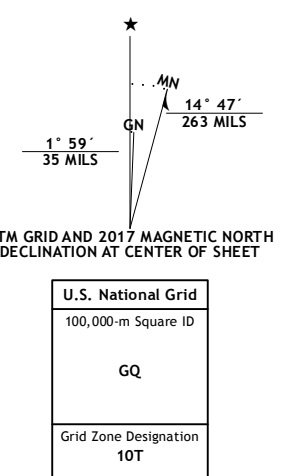 MN
GN
14° 47´
263 MILS
1° 59´
35 MILS
TM GRID AND 2017 MAGNETIC NORTH
DECLINATION AT CENTER OF SHEET
U.S. National Grid
100,000-m Square ID
GQ
Grid Zone Designation
10T